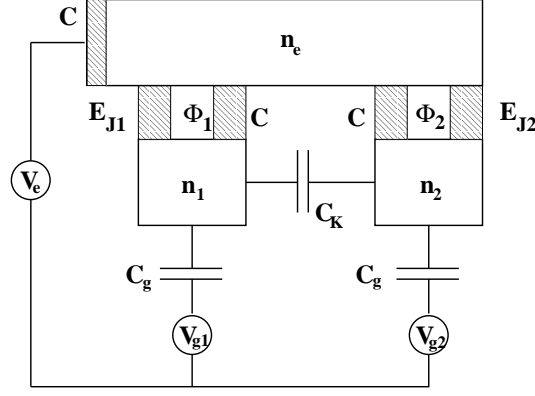 C
n_e
E_J1
Φ_1
C
C
Φ_2
E_J2
V_e
n_1
n_2
C_K
C_g
C_g
V_g1
V_g2